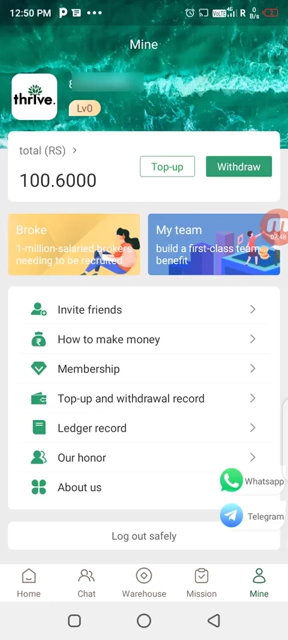 12:50 PM
Mine
thrive.
Lv0
total (RS)
100.6000
Top-up
Withdraw
Broke
1-million-salaried brokers
needing to be recruited
My team
build a first-class team
benefit
Invite friends
How to make money
Membership
Top-up and withdrawal record
Ledger record
Our honor
About us
Whatsapp
Telegram
Log out safely
Home
Chat
Warehouse
Mission
Mine